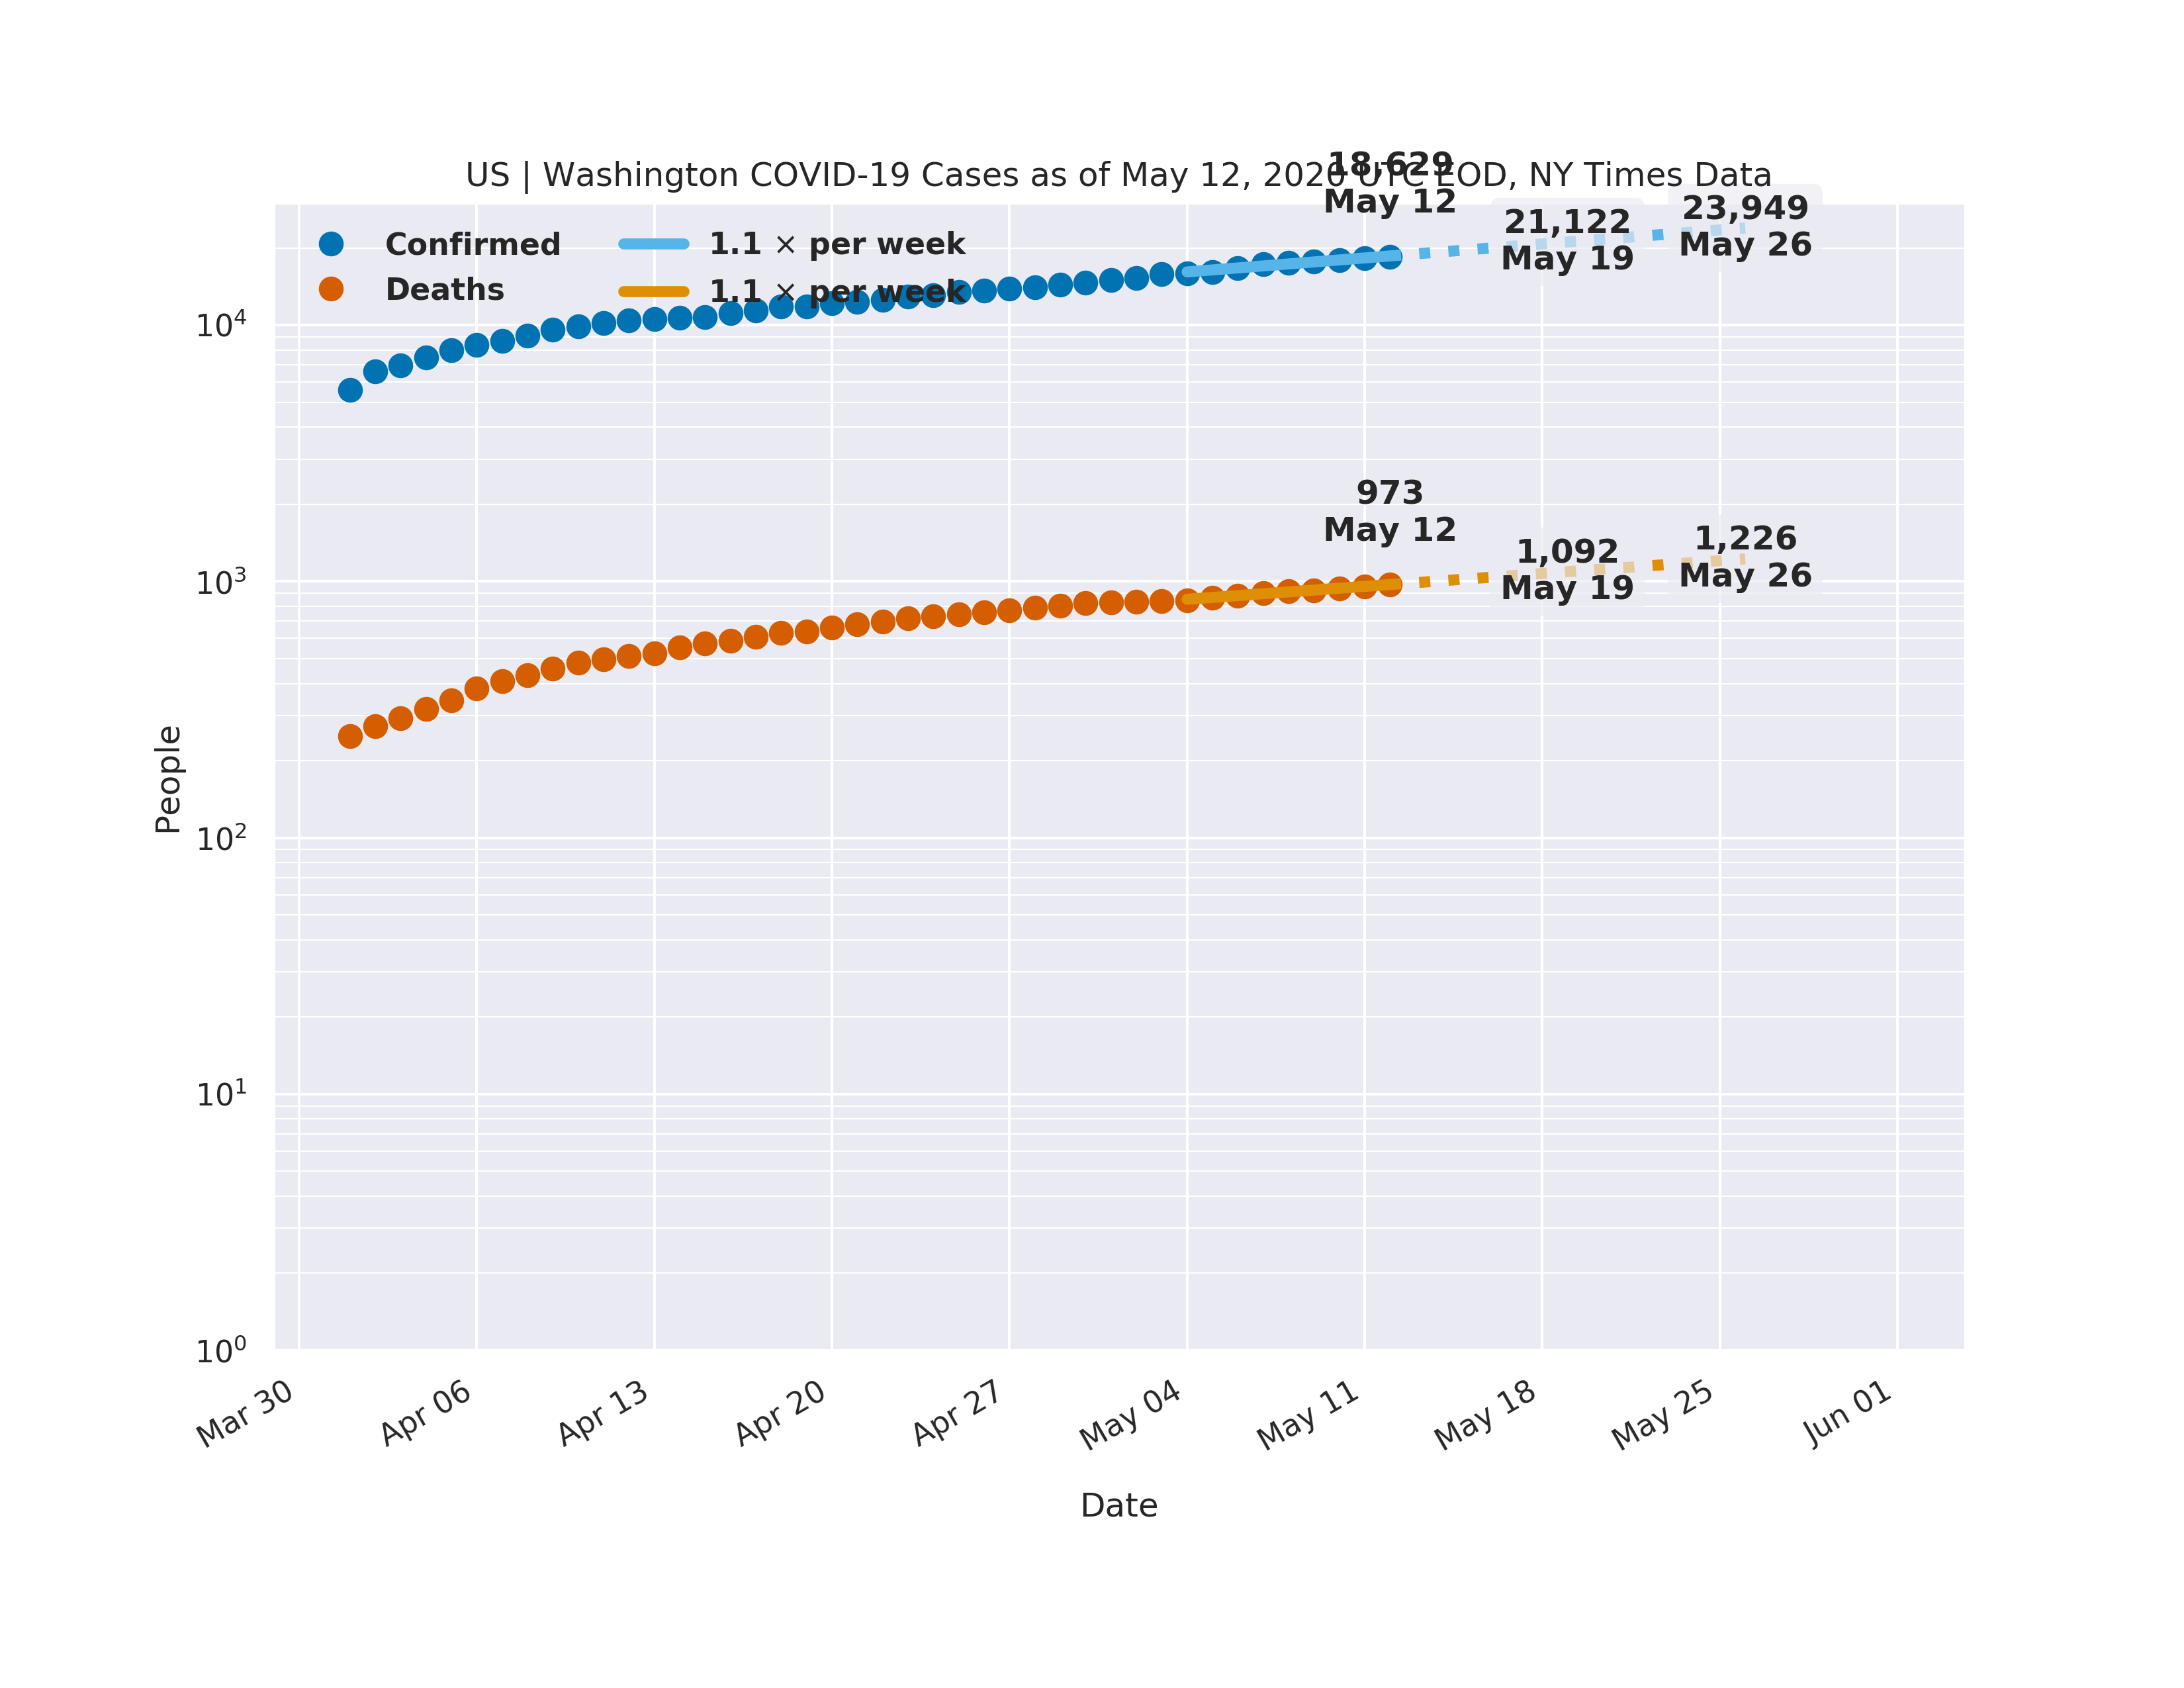 US | Washington COVID-19 Cases as of May 12, 2020 UTC EOD, NY Times Data
18,629
May 12
21,122
May 19
23,949
May 26
Confirmed
Deaths
1.1 × per week
1.1 × per week
973
May 12
1,092
May 19
1,226
May 26
People
10⁴
10³
10²
10¹
10⁰
Mar 30
Apr 06
Apr 13
Apr 20
Apr 27
May 04
May 11
May 18
May 25
Jun 01
Date